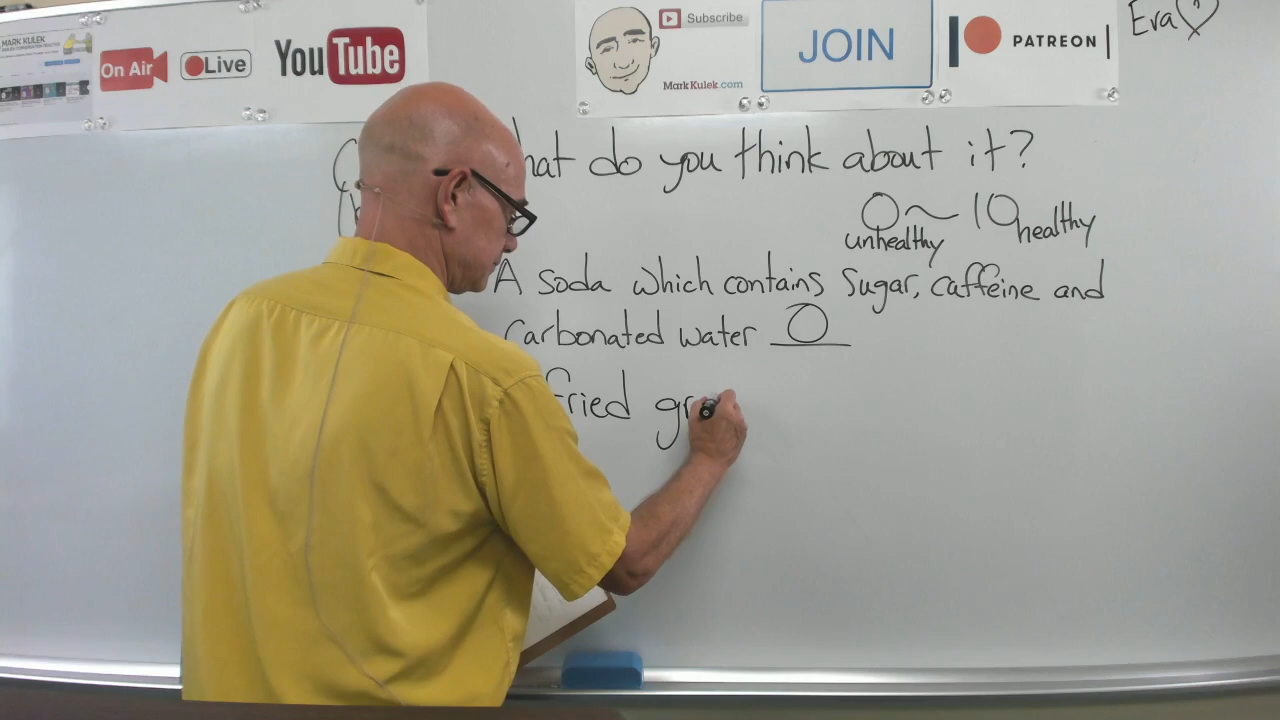 MARK KULEK
On Air
Live
YouTube
Subscribe
MarkKulek.com
JOIN
PATREON
Eva
hat do you think about it?
0~10
unhealthy healthy
A soda which contains sugar, caffeine and
carbonated water 0
fried gr